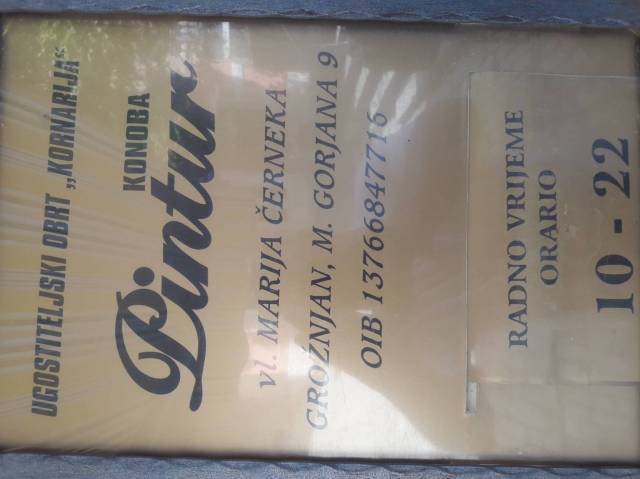 UGOSTITELJSKI OBRT „KORNARIJA“
KONOBA
Pintur
vl. MARIJA ČERNEKA
GROŽNJAN, M. GORJANA 9
OIB 13766847716
RADNO VRIJEME
ORARIO
10 - 22